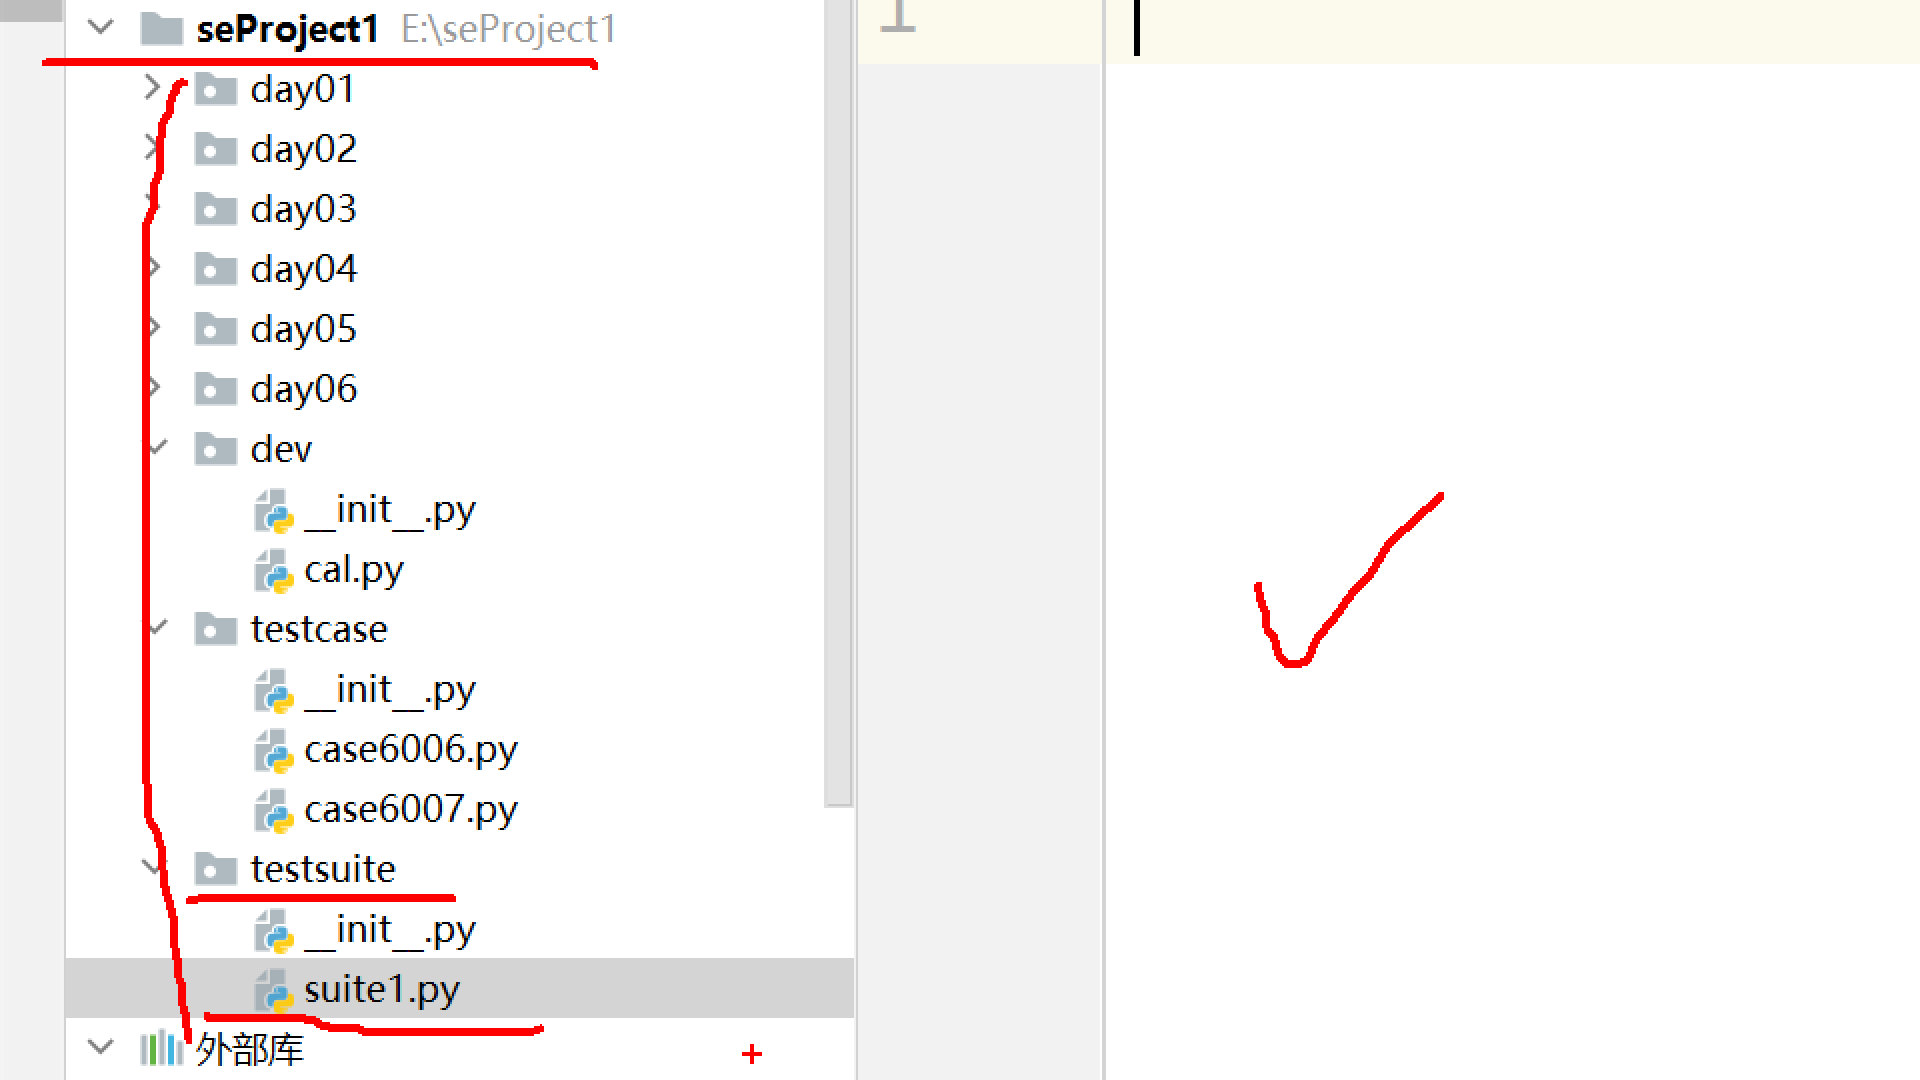 seProject1 E:\seProject1
1
day01
day02
day03
day04
day05
day06
dev
__init__.py
cal.py
testcase
__init__.py
case6006.py
case6007.py
testsuite
__init__.py
suite1.py
外部库